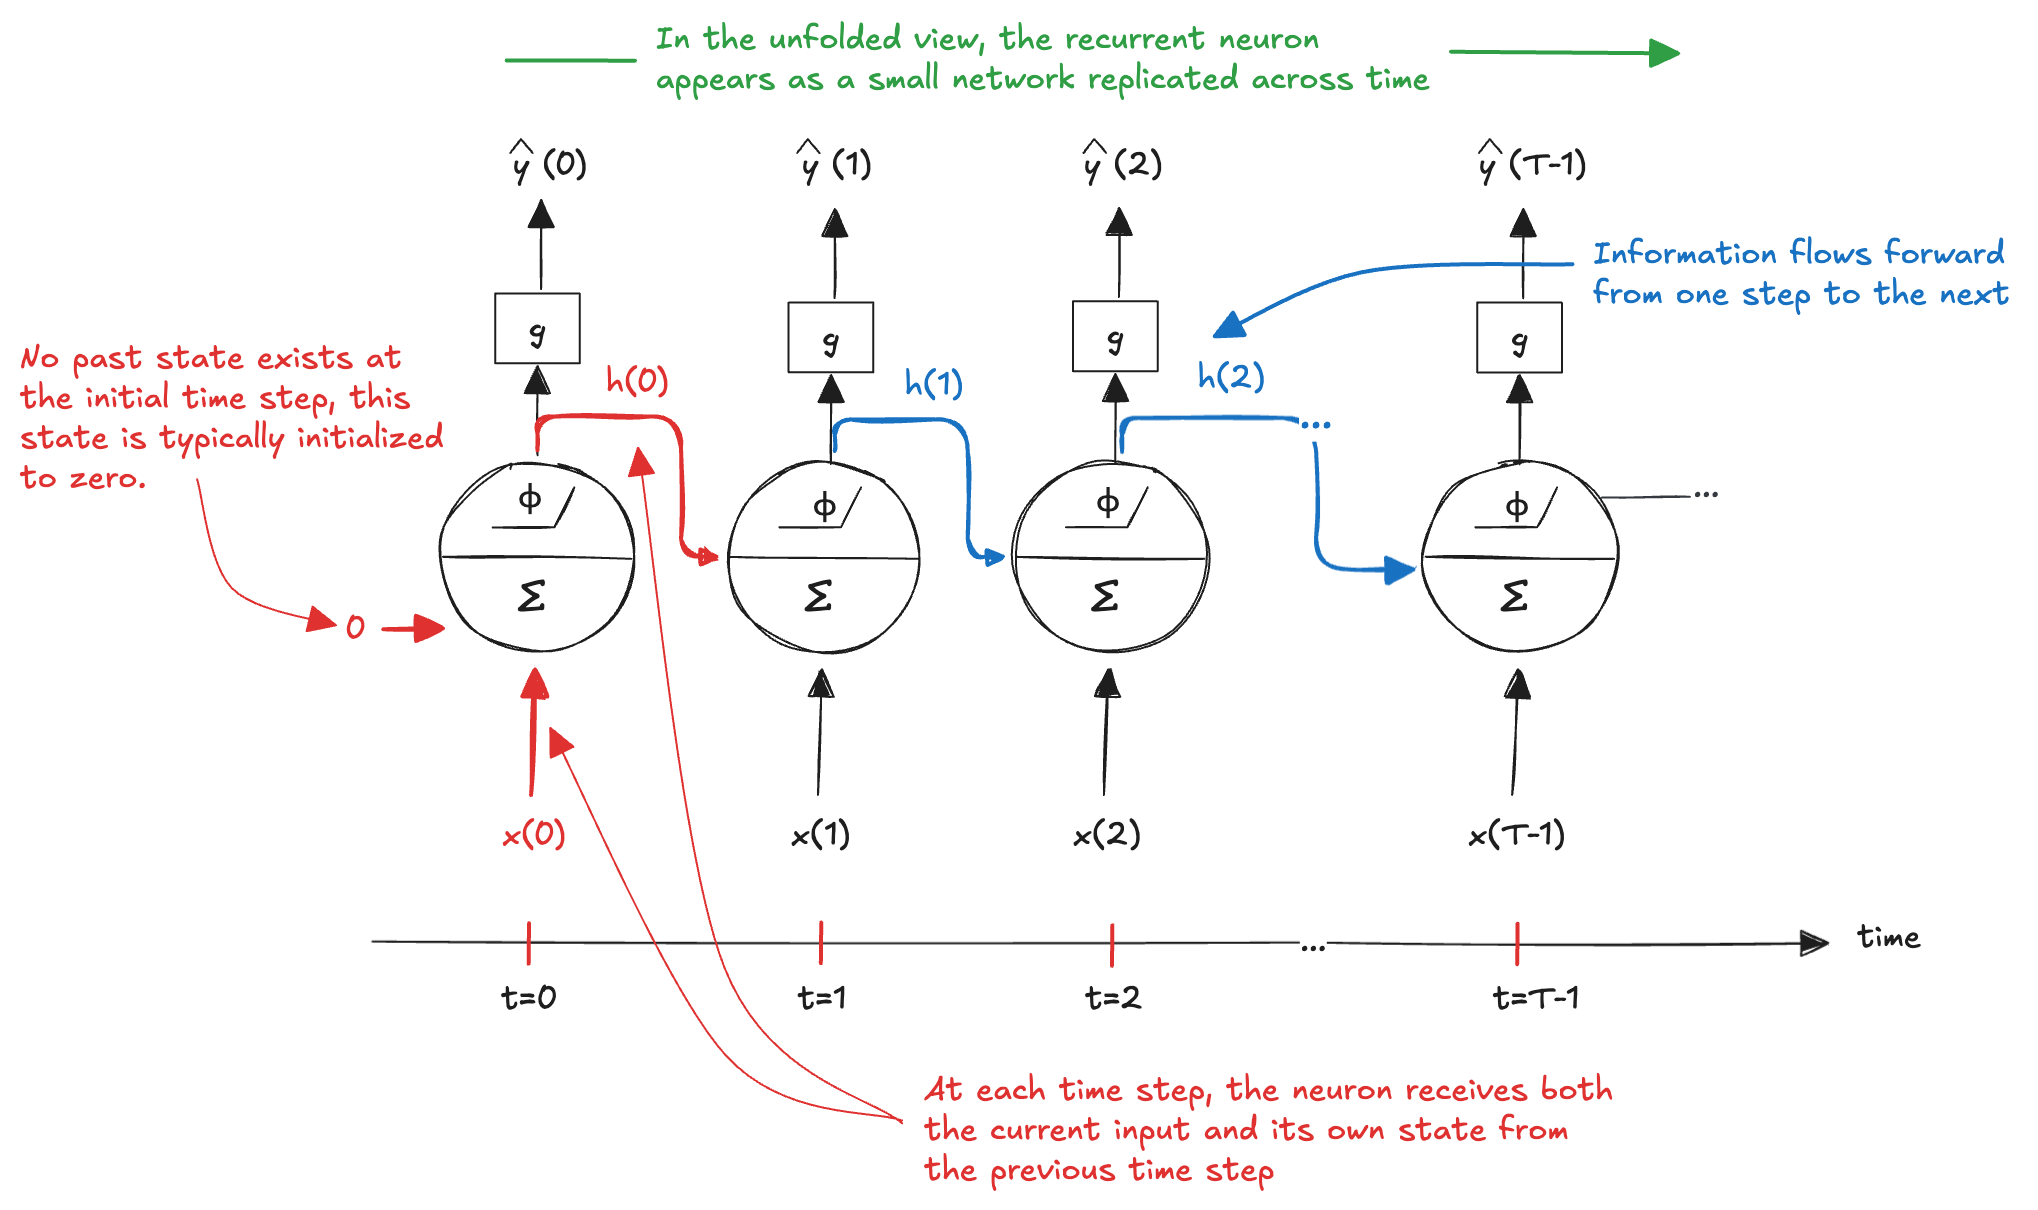 In the unfolded view, the recurrent neuron
appears as a small network replicated across time
ŷ (0)
ŷ (1)
ŷ (2)
ŷ (T-1)
Information flows forward
from one step to the next
g
g
g
g
No past state exists at
the initial time step, this
state is typically initialized
to zero.
h(0)
h(1)
h(2)
...
ϕ
ϕ
ϕ
ϕ
...
Σ
Σ
Σ
Σ
0
x(0)
x(1)
x(2)
x(T-1)
...
time
t=0
t=1
t=2
t=T-1
At each time step, the neuron receives both
the current input and its own state from
the previous time step